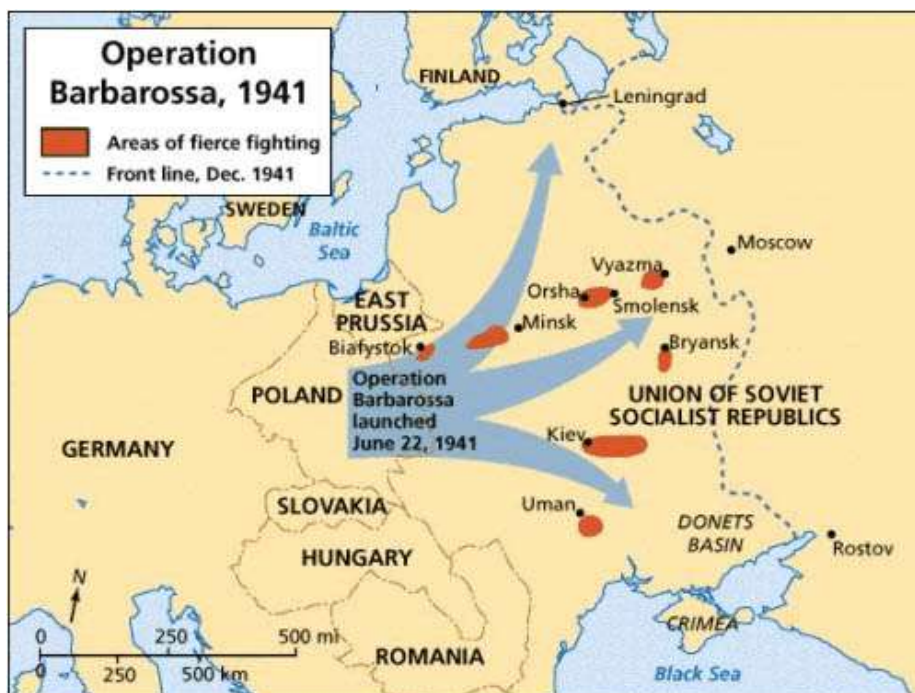 Operation
Barbarossa, 1941
Areas of fierce fighting
Front line, Dec. 1941
FINLAND
Leningrad
SWEDEN
Baltic
Sea
Moscow
Vyazma
Orsha
Smolensk
EAST
PRUSSIA
Minsk
Białystok
Bryansk
POLAND
Operation
Barbarossa
launched
June 22, 1941
UNION OF SOVIET
SOCIALIST REPUBLICS
GERMANY
Kiev
SLOVAKIA
Uman
DONETS
BASIN
HUNGARY
Rostov
N
CRIMEA
0 250 500 mi
0 250 500 km
ROMANIA
Black Sea